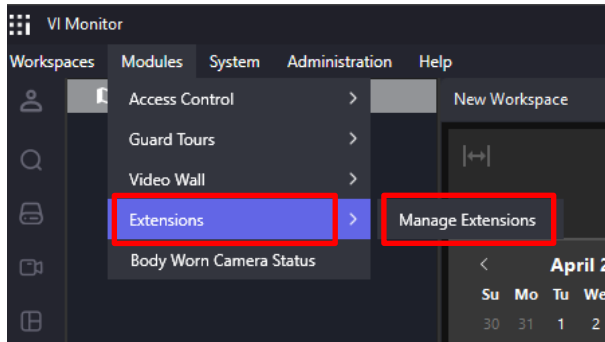 VI Monitor
Workspaces Modules System Administration Help
Access Control
New Workspace
Guard Tours
Video Wall
Extensions
Manage Extensions
Body Worn Camera Status
April
Su Mo Tu We
30 31 1 2